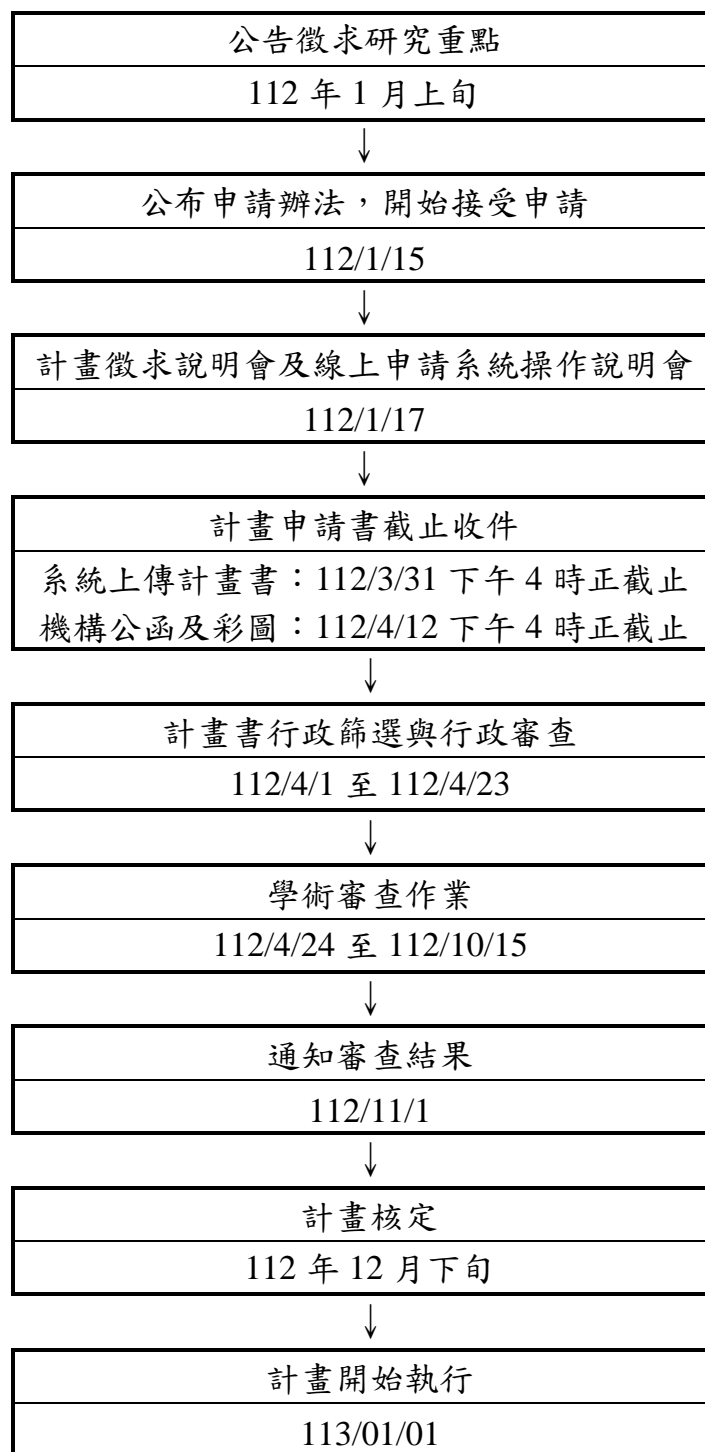 公告徵求研究重點
112 年 1 月上旬
↓
公布申請辦法，開始接受申請
112/1/15
↓
計畫徵求說明會及線上申請系統操作說明會
112/1/17
↓
計畫申請書截止收件
系統上傳計畫書：112/3/31 下午 4 時正截止
機構公函及彩圖：112/4/12 下午 4 時正截止
↓
計畫書行政篩選與行政審查
112/4/1 至 112/4/23
↓
學術審查作業
112/4/24 至 112/10/15
↓
通知審查結果
112/11/1
↓
計畫核定
112 年 12 月下旬
↓
計畫開始執行
113/01/01